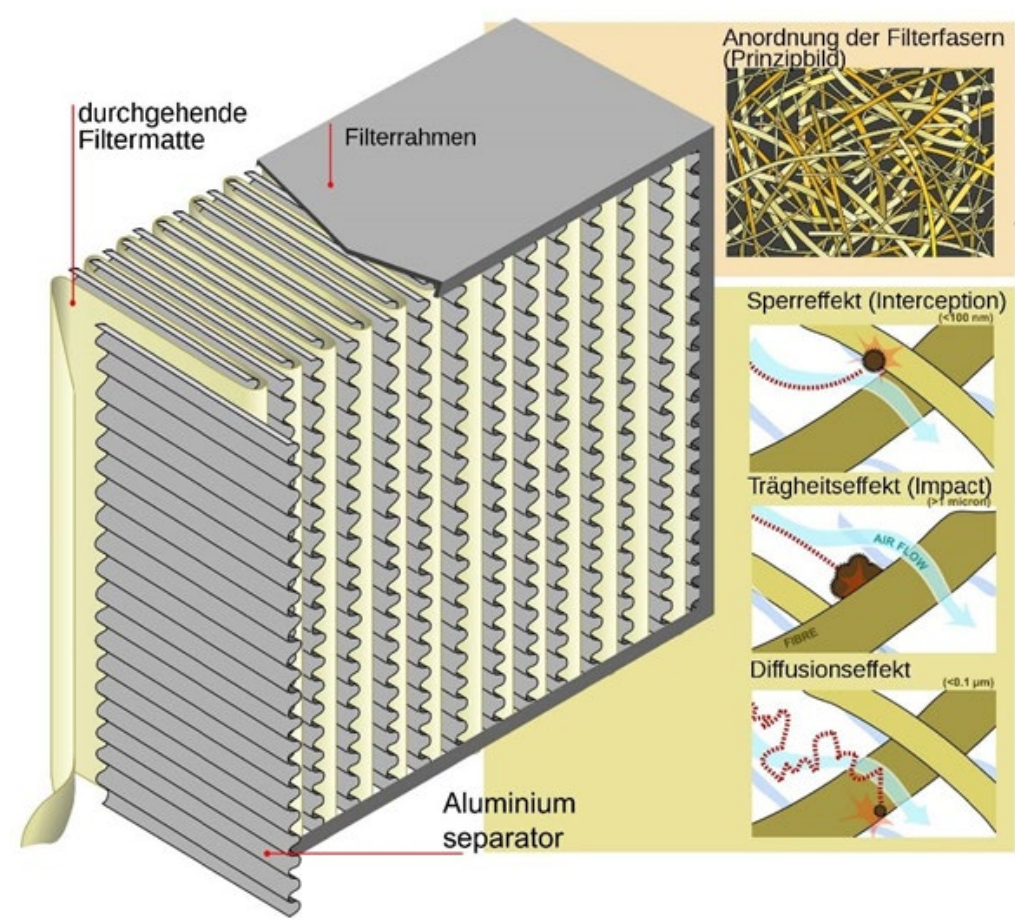 durchgehende
Filtermatte
Filterrahmen
Aluminium
separator
Anordnung der Filterfasern
(Prinzipbild)
Sperreffekt (Interception)
(<100 nm)
Trägheitseffekt (Impact)
(>1 micron)
AIR FLOW
FIBRE
Diffusionseffekt
(<0.1 µm)